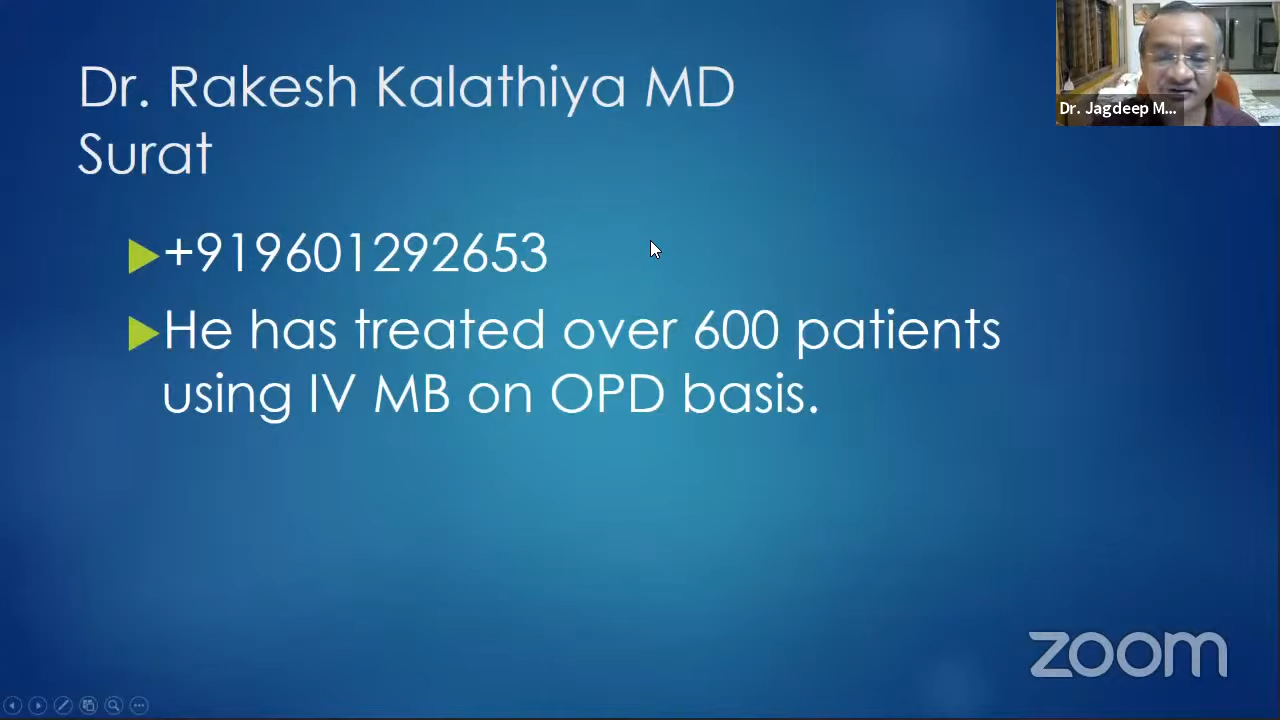 Dr. Rakesh Kalathiya MD
Surat
+919601292653
He has treated over 600 patients
using IV MB on OPD basis.
Dr. Jagdeep M...
zoom